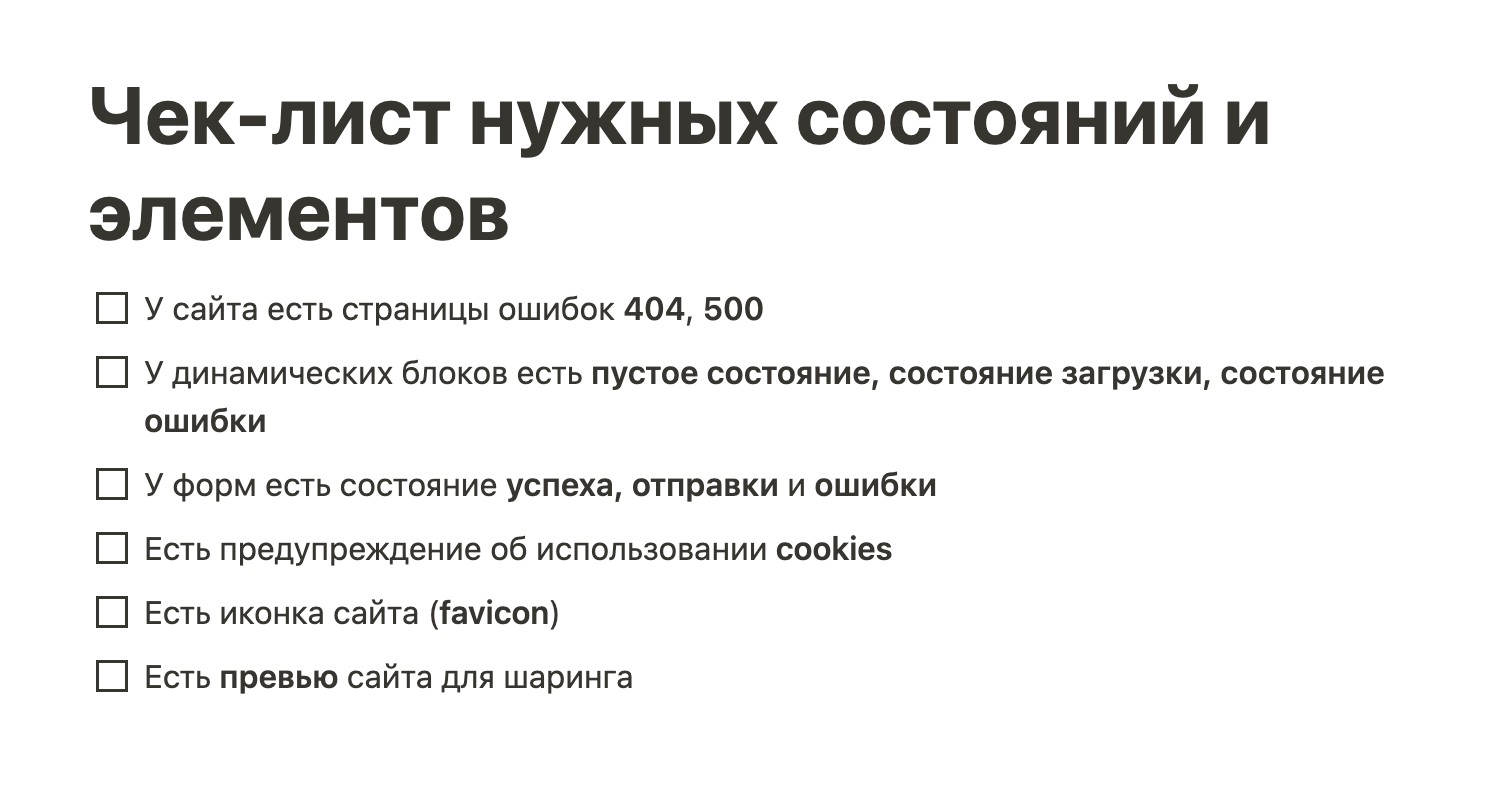 Чек-лист нужных состояний и
элементов
У сайта есть страницы ошибок 404, 500
У динамических блоков есть пустое состояние, состояние загрузки, состояние
ошибки
У форм есть состояние успеха, отправки и ошибки
Есть предупреждение об использовании cookies
Есть иконка сайта (favicon)
Есть превью сайта для шаринга